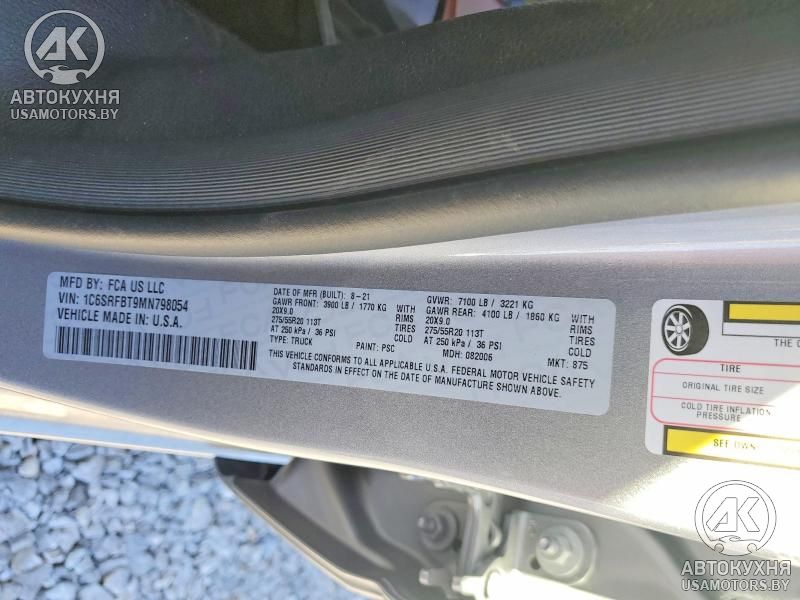 АК
АВТОКУХНЯ
USAMOTORS.BY
MFD BY: FCA US LLC
VIN: 1C6SRFBT9MN798054
VEHICLE MADE IN: U.S.A.
DATE OF MFR (BUILT): 8-21 GVWR: 7100 LB / 3221 KG
GAWR FRONT: 3900 LB / 1770 KG GAWR REAR: 4100 LB / 1860 KG
20X9.0 RIMS 20X9.0 RIMS
275/55R20 113T TIRES 275/55R20 113T TIRES
AT 250 kPa / 36 PSI COLD AT 250 kPa / 36 PSI COLD
TYPE: TRUCK PAINT: PSC MDH: 082006 MKT: 875
THIS VEHICLE CONFORMS TO ALL APPLICABLE U.S.A. FEDERAL MOTOR VEHICLE SAFETY
STANDARDS IN EFFECT ON THE DATE OF MANUFACTURE SHOWN ABOVE.
THE
TIRE
ORIGINAL TIRE SIZE
COLD TIRE INFLATION
PRESSURE
SEE
АК
АВТОКУХНЯ
USAMOTORS.BY